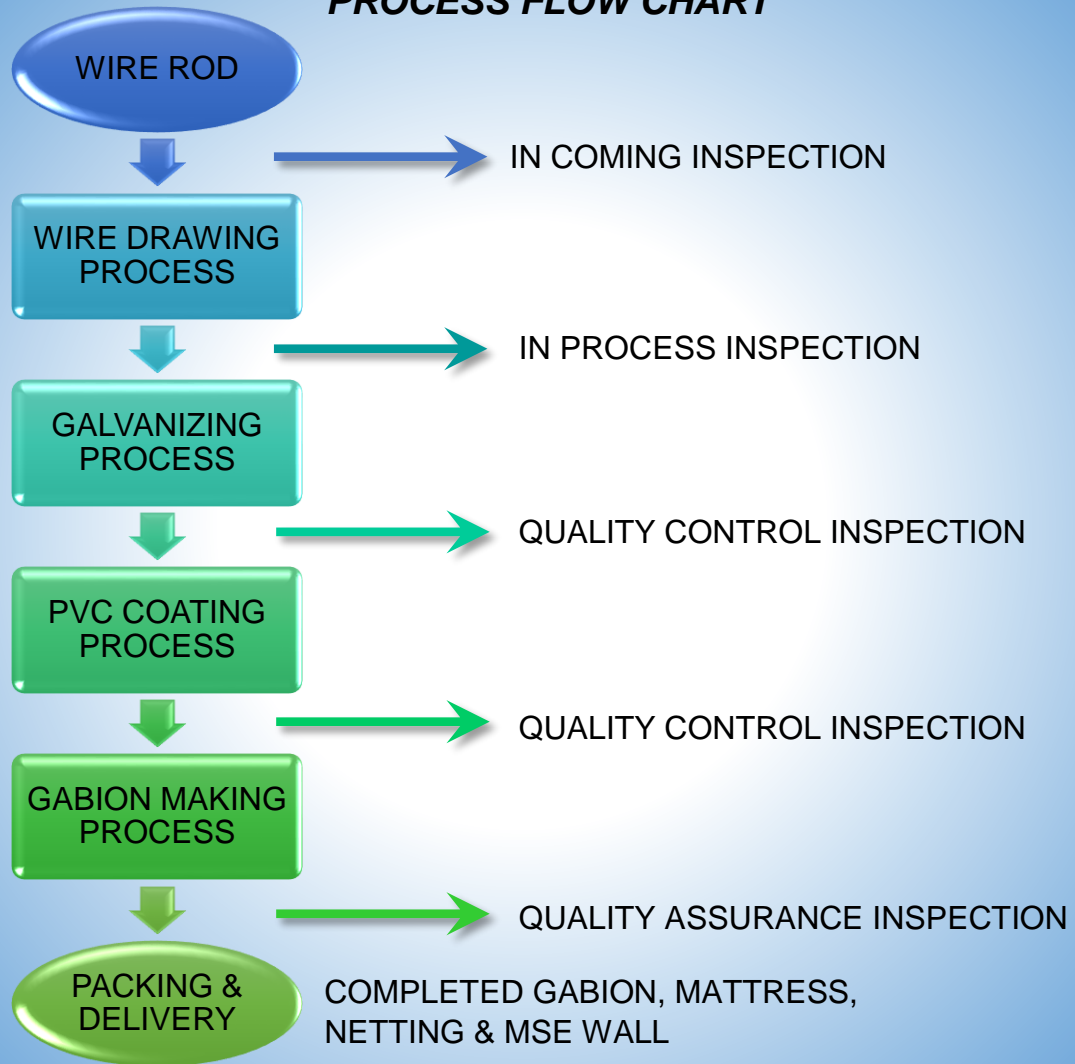 PROCESS FLOW CHART
WIRE ROD
IN COMING INSPECTION
WIRE DRAWING
PROCESS
IN PROCESS INSPECTION
GALVANIZING
PROCESS
QUALITY CONTROL INSPECTION
PVC COATING
PROCESS
QUALITY CONTROL INSPECTION
GABION MAKING
PROCESS
QUALITY ASSURANCE INSPECTION
PACKING &
DELIVERY
COMPLETED GABION, MATTRESS,
NETTING & MSE WALL